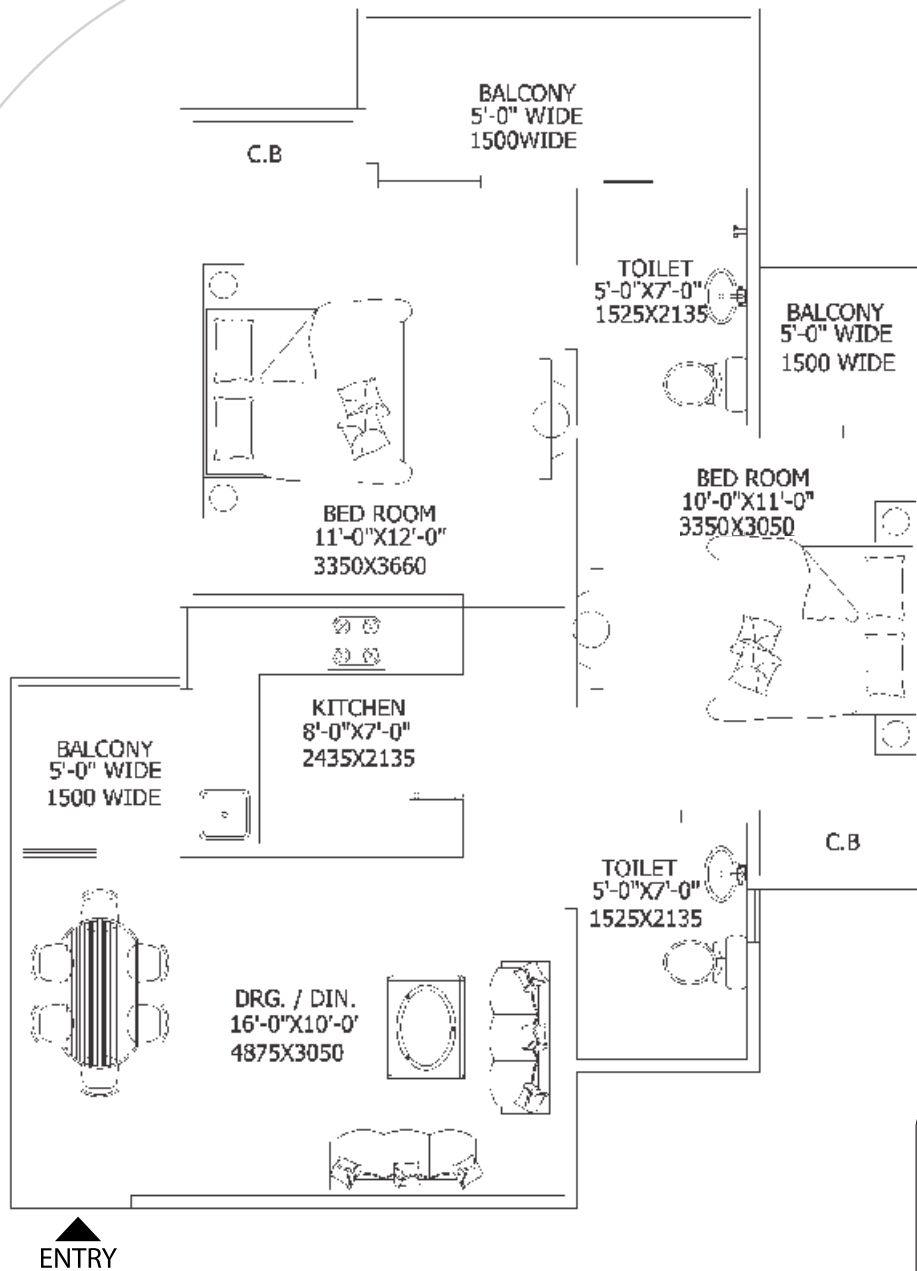 BALCONY
5'-0" WIDE
1500WIDE
C.B
TOILET
5'-0"X7'-0"
1525X2135
BALCONY
5'-0" WIDE
1500 WIDE
BED ROOM
10'-0"X11'-0"
3350X3050
BED ROOM
11'-0"X12'-0"
3350X3660
KITCHEN
8'-0"X7'-0"
2435X2135
BALCONY
5'-0" WIDE
1500 WIDE
C.B
TOILET
5'-0"X7'-0"
1525X2135
DRG. / DIN.
16'-0"X10'-0'
4875X3050
ENTRY